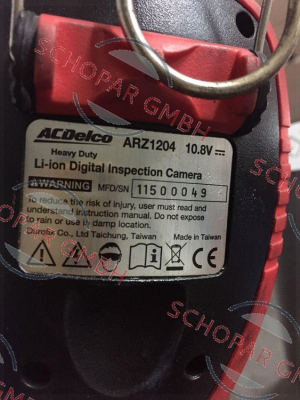 ACDelco ARZ1204 10.8V
Heavy Duty
Li-ion Digital Inspection Camera
WARNING MFD/SN 11500049
To reduce the risk of injury, user must read and
understand instruction manual. Do not expose
to rain or use in damp location.
Durofix Co., Ltd Taichung, Taiwan Made in Taiwan
CE
SCHOPAR GMBH
SCHOPAR GMBH
SCHOPAR GMBH